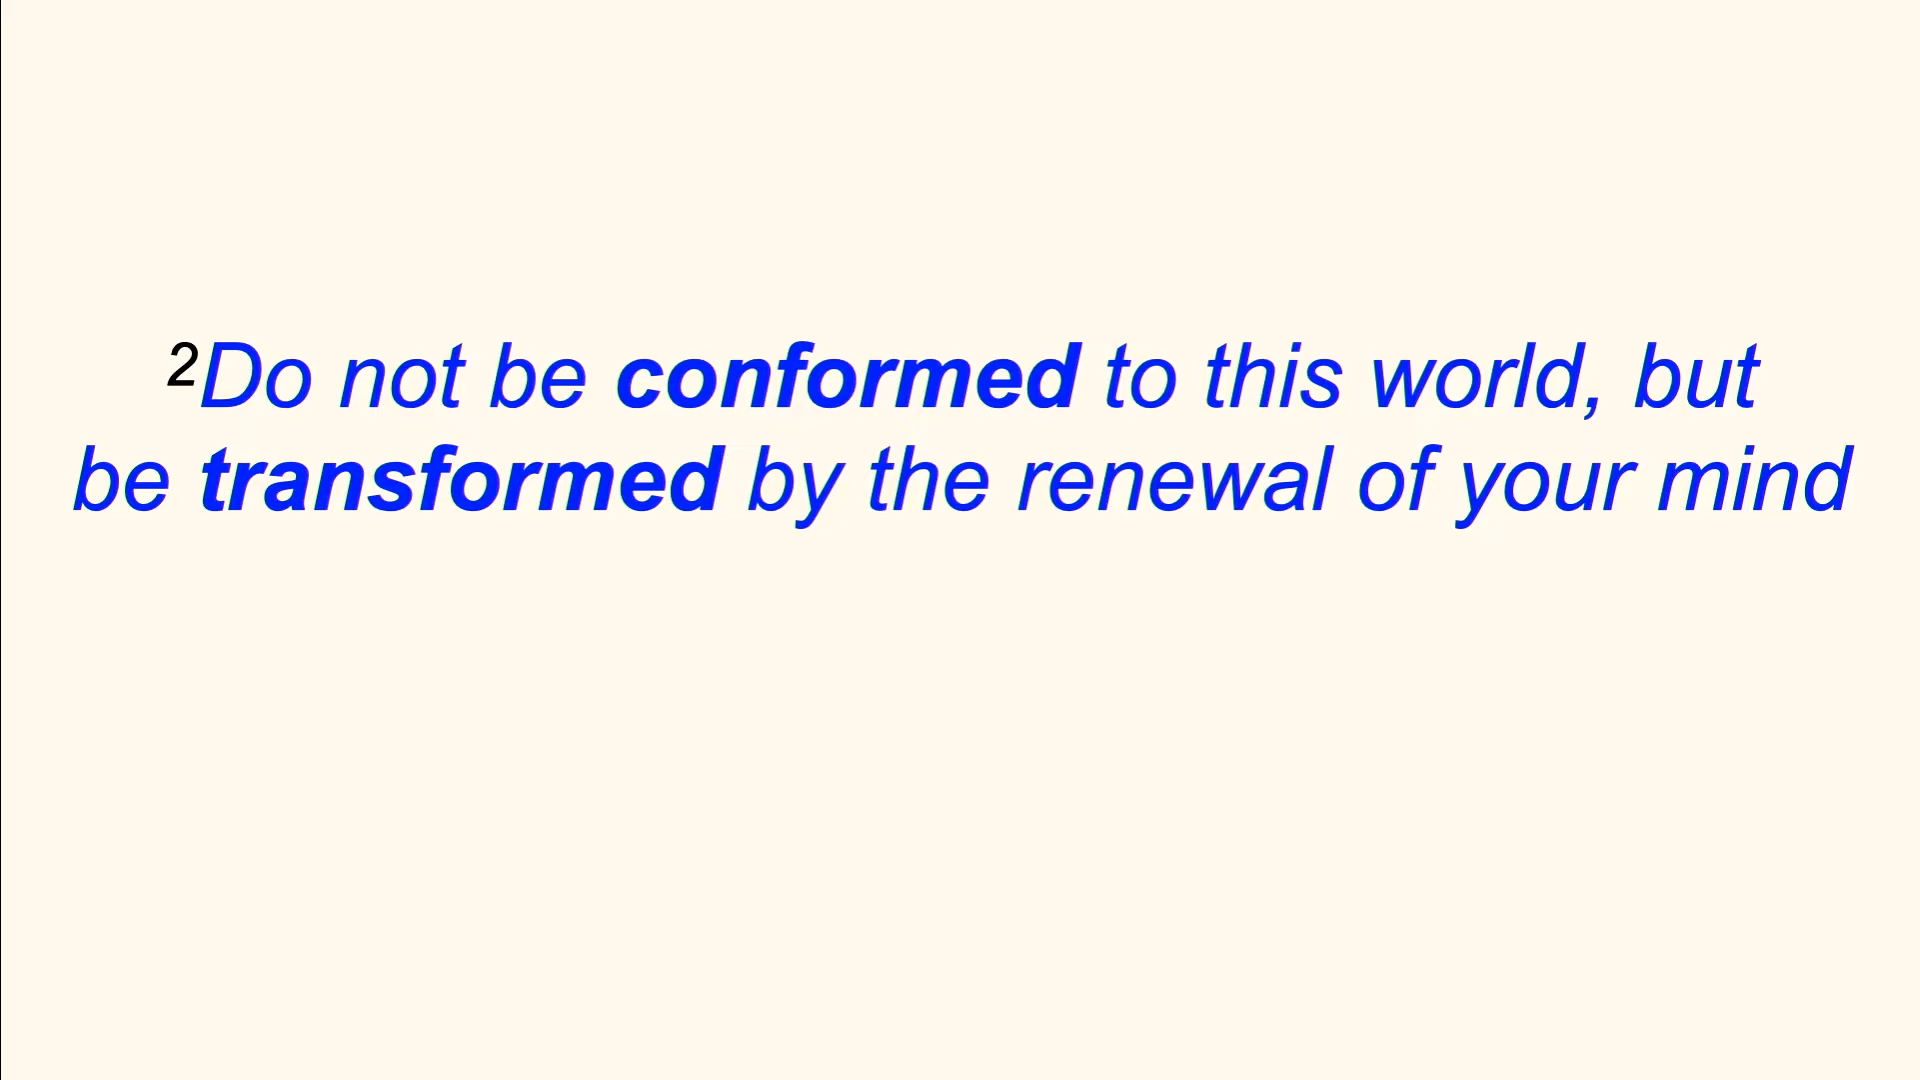 ²Do not be conformed to this world, but
be transformed by the renewal of your mind